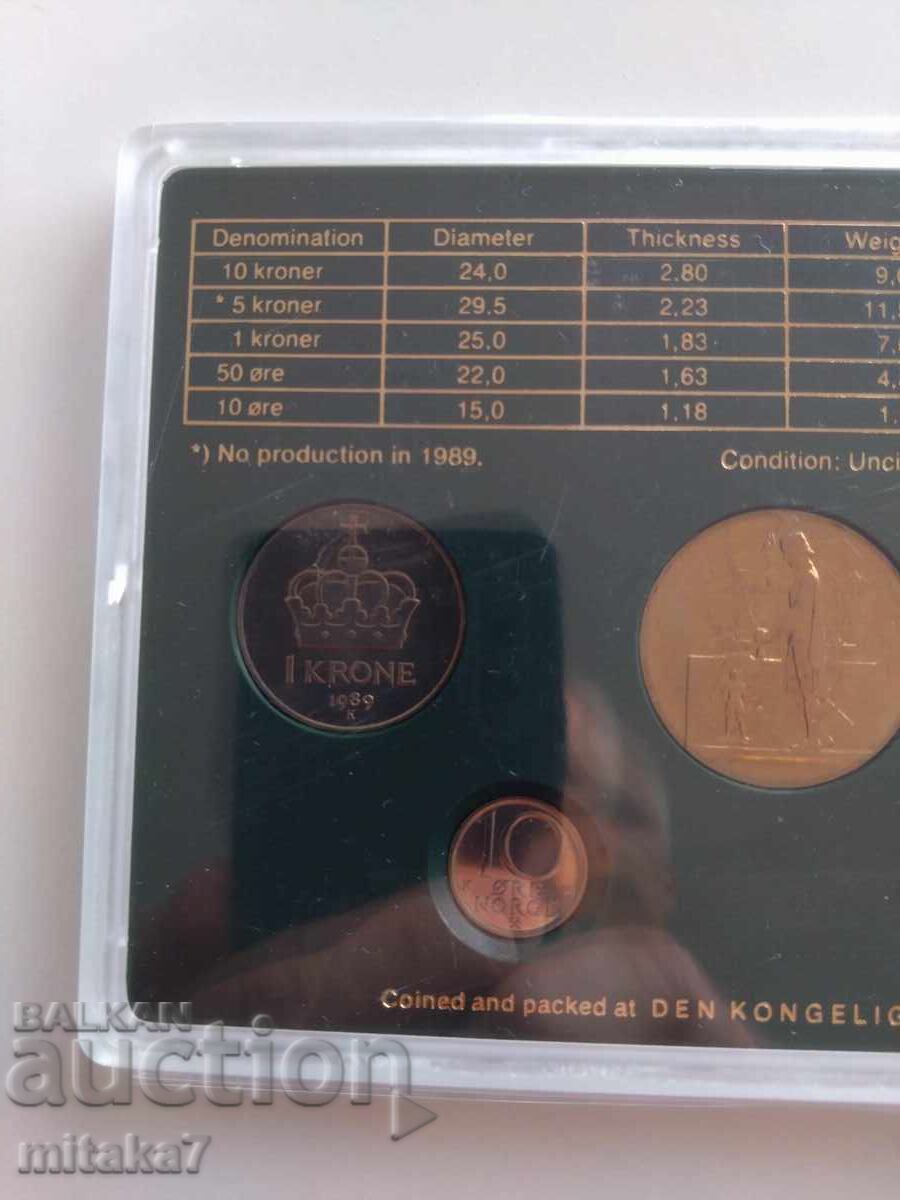 Denomination Diameter Thickness
10 kroner 24,0 2.80
* 5 kroner 29.5 2,23
1 kroner 25.0 1,83
50 øre 22,0 1,63
10 øre 15,0 1,18
*) No production in 1989. Condition:
1 KRONE
1989
K
10
K
ØRE
NORGE
Coined and packed at DEN
BALKAN
auction
mitaka7